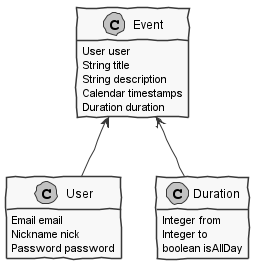 C Event
User user
String title
String description
Calendar timestamps
Duration duration
C User
Email email
Nickname nick
Password password
C Duration
Integer from
Integer to
boolean isAllDay